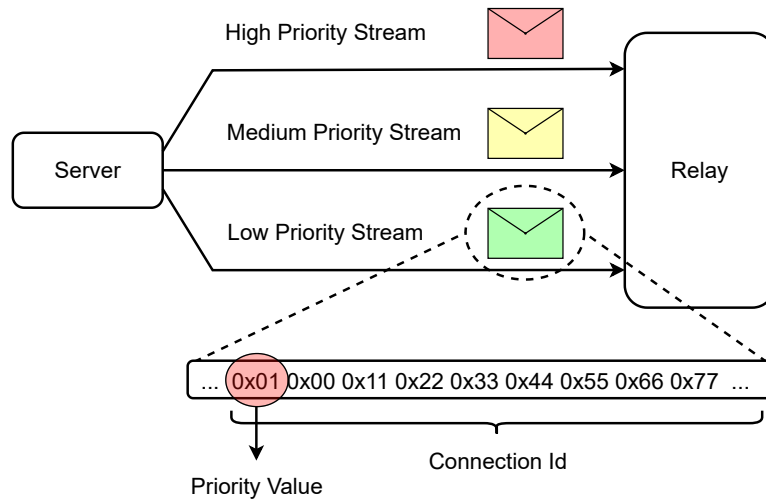 High Priority Stream
Medium Priority Stream
Server
Relay
Low Priority Stream
... 0x01 0x00 0x11 0x22 0x33 0x44 0x55 0x66 0x77 ...
Connection Id
Priority Value